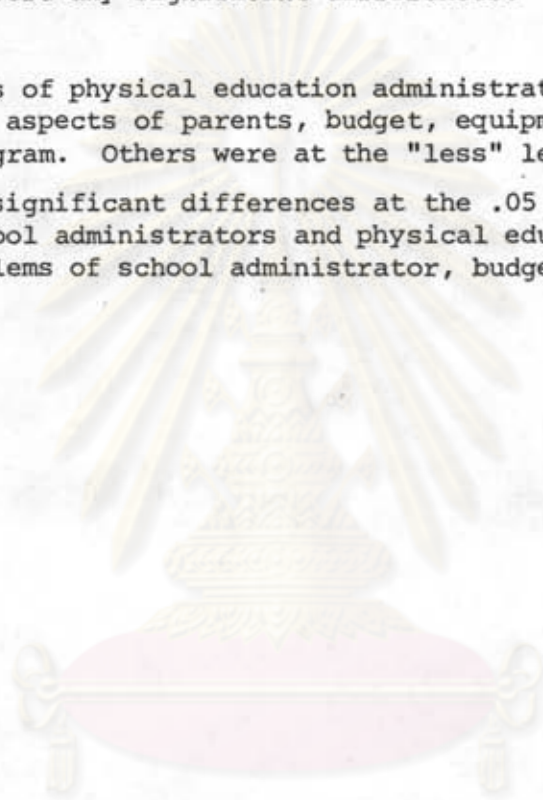 s of physical education administrat
aspects of parents, budget, equipm
gram. Others were at the "less" le
significant differences at the .05
ool administrators and physical edu
lems of school administrator, budge